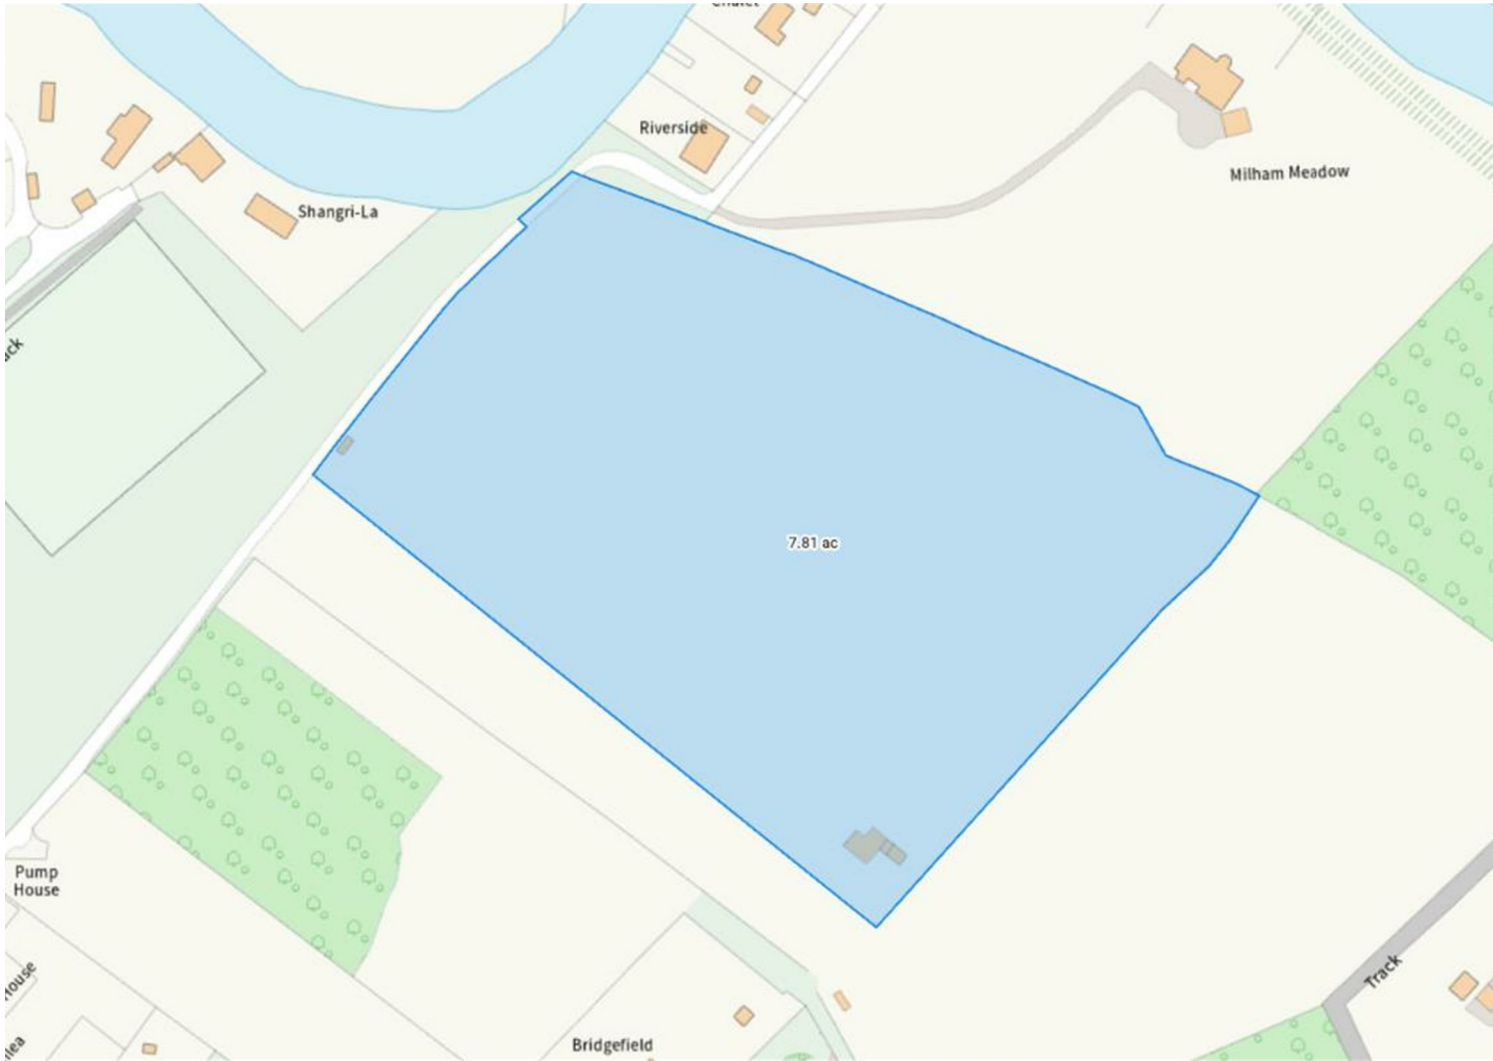 Riverside
Milham Meadow
Shangri-La
7.81 ac
Pump
House
Track
Bridgefield